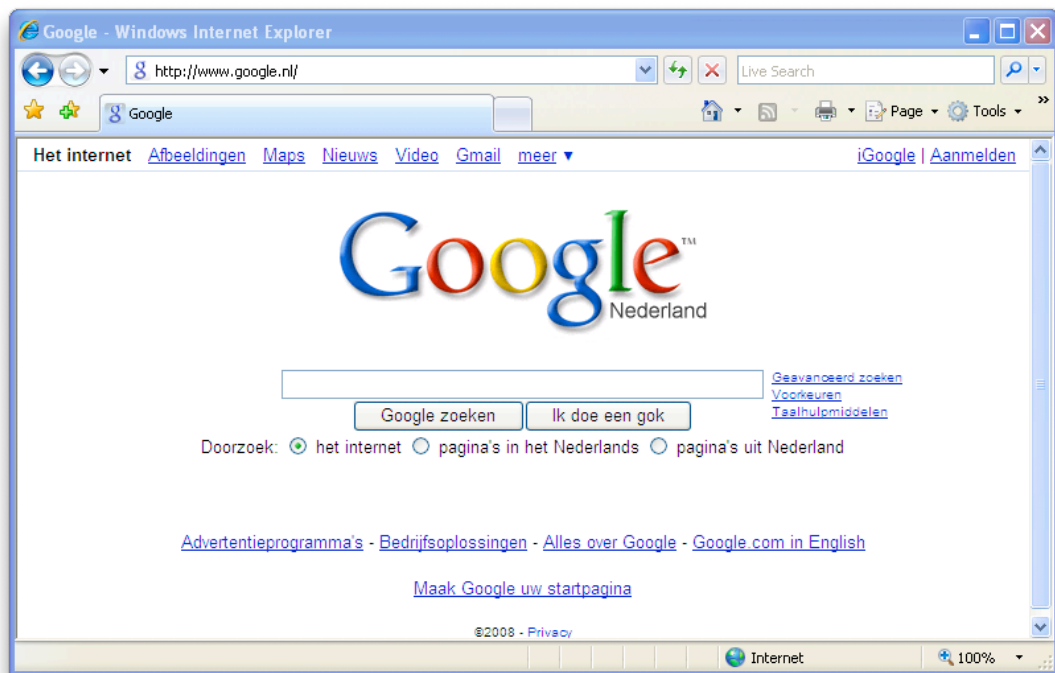 Google - Windows Internet Explorer
http://www.google.nl/ Live Search
Google Page Tools »
Het internet Afbeeldingen Maps Nieuws Video Gmail meer ▼ iGoogle | Aanmelden
Google™
Nederland
Geavanceerd zoeken
Voorkeuren
Taalhulpmiddelen
Google zoeken Ik doe een gok
Doorzoek: het internet pagina's in het Nederlands pagina's uit Nederland
Advertentieprogramma's - Bedrijfsoplossingen - Alles over Google - Google.com in English
Maak Google uw startpagina
©2008 - Privacy
Internet 100%